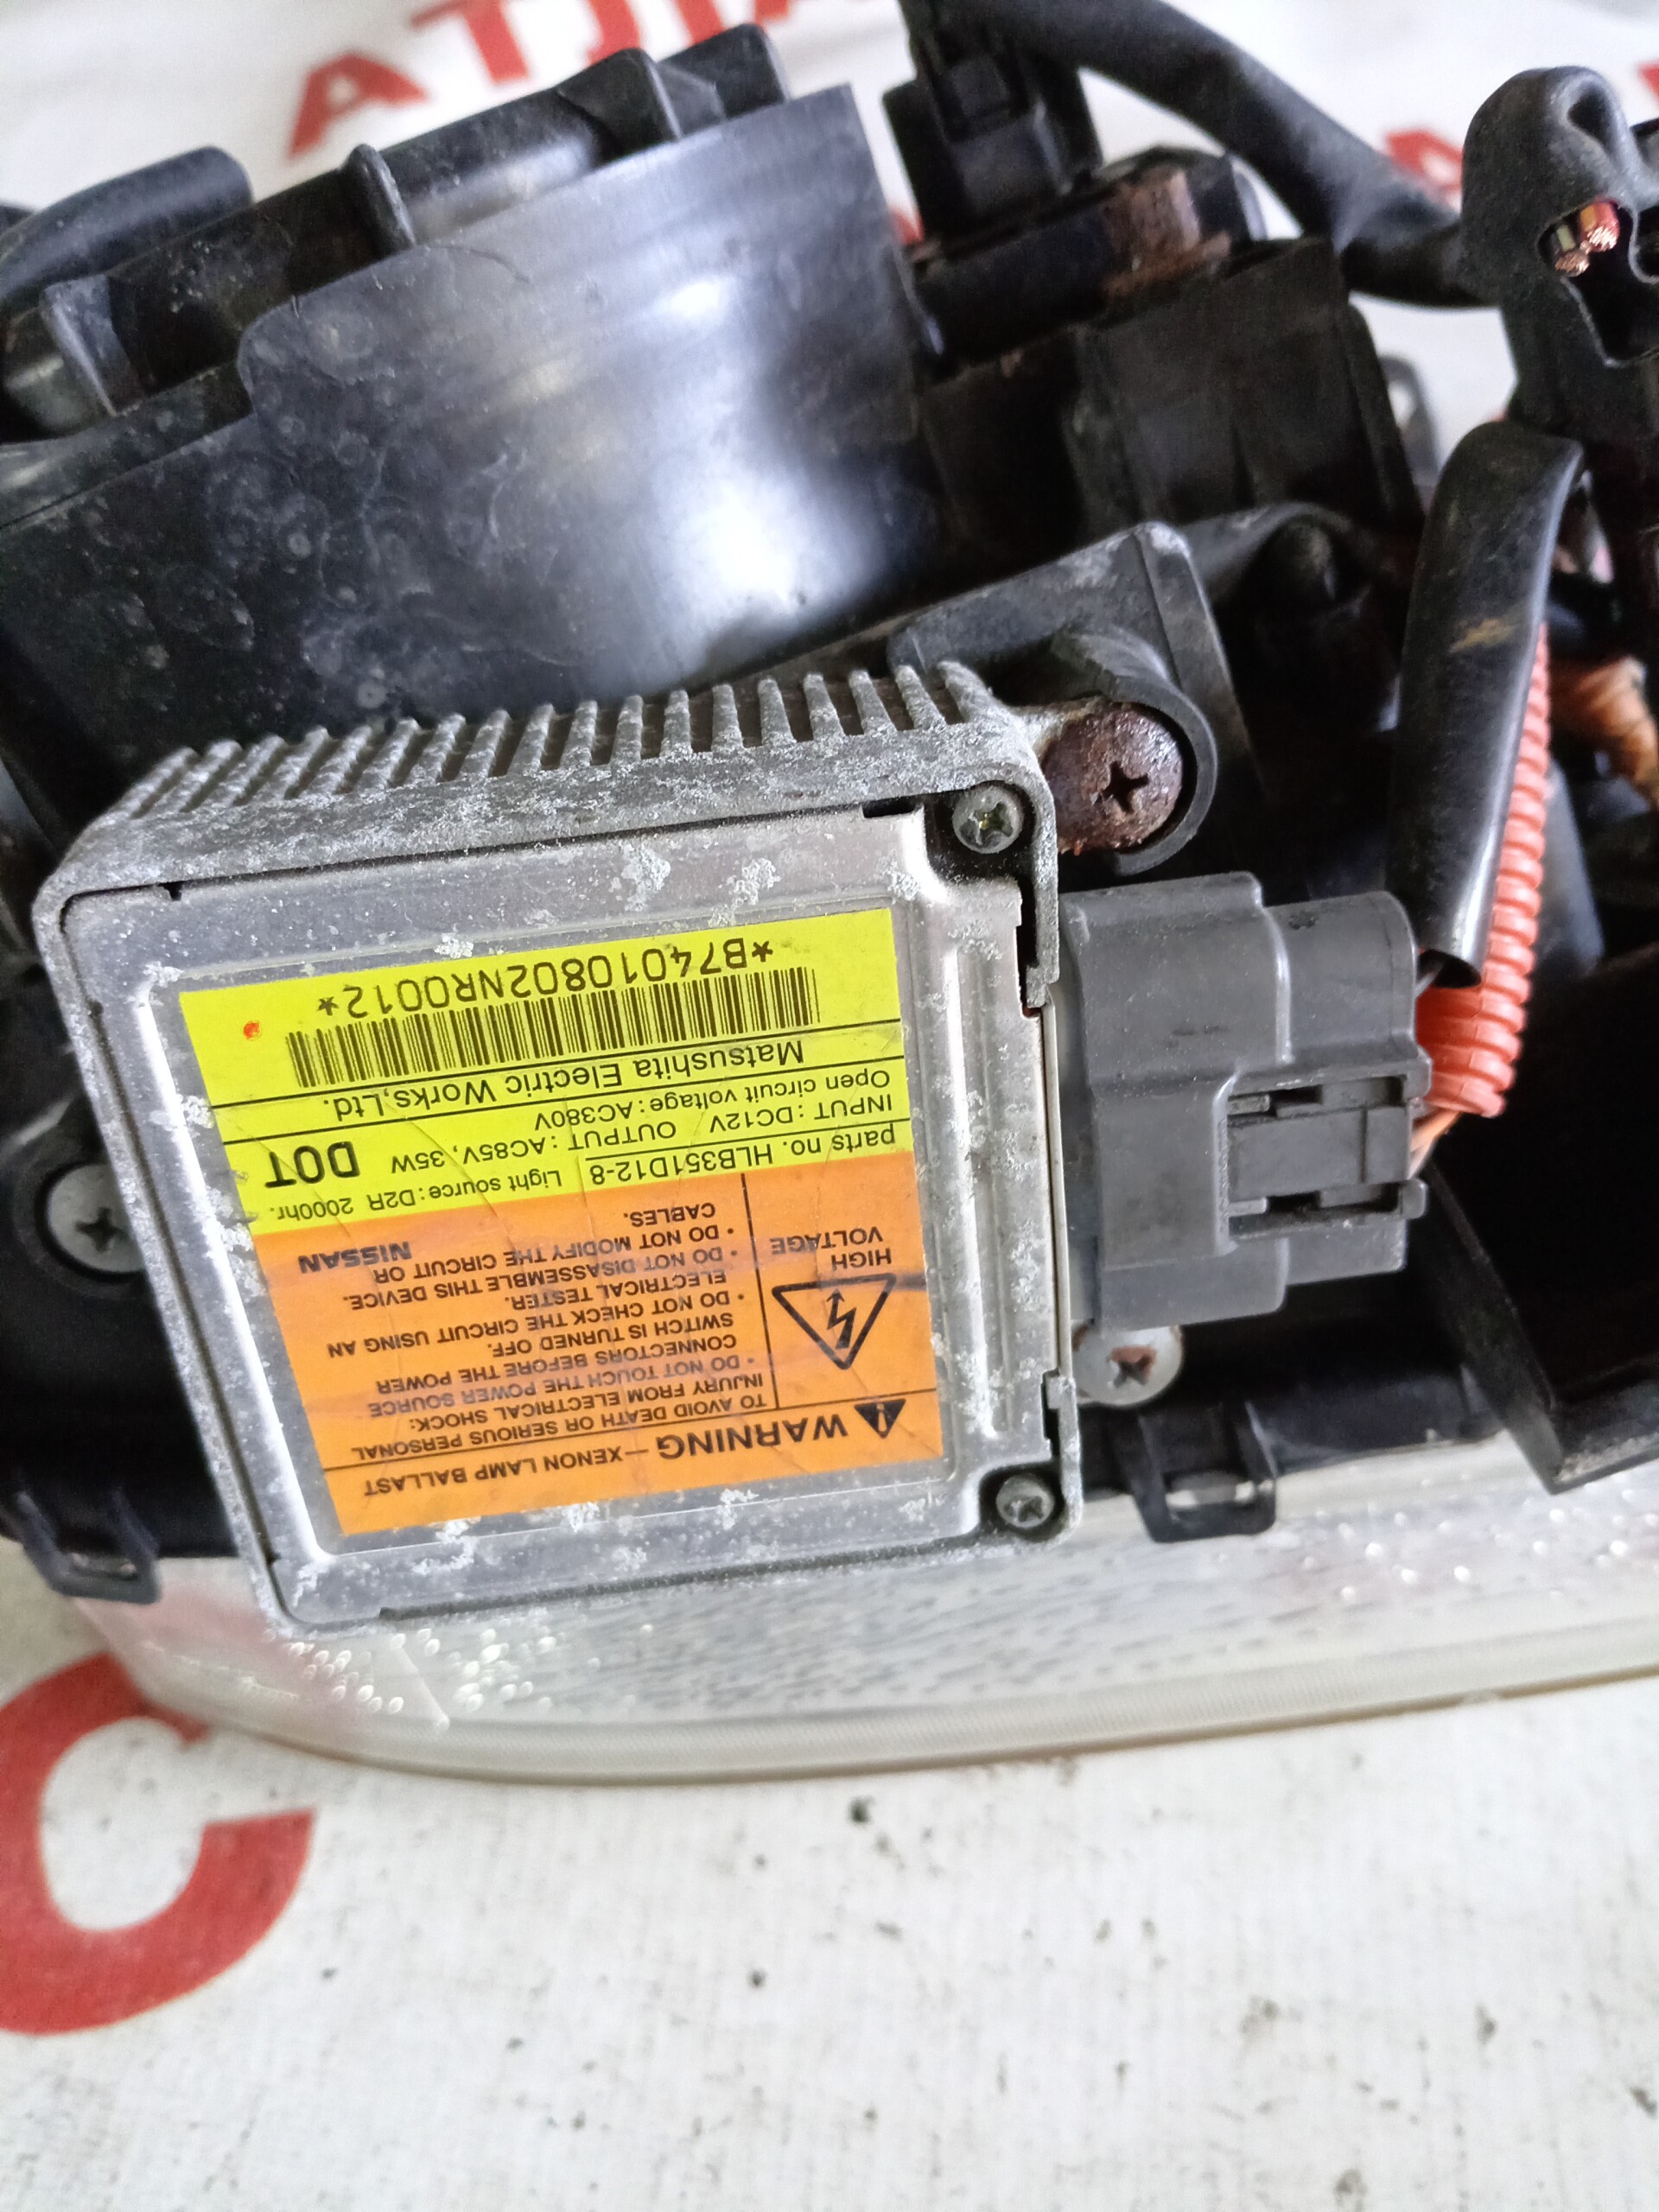 ⚠ WARNING – XENON LAMP BALLAST
TO AVOID DEATH OR SERIOUS PERSONAL
INJURY FROM ELECTRICAL SHOCK:
• DO NOT TOUCH THE POWER SOURCE
CONNECTORS BEFORE THE POWER
SWITCH IS TURNED OFF.
• DO NOT CHECK THE CIRCUIT USING AN
ELECTRICAL TESTER.
• DO NOT DISASSEMBLE THIS DEVICE.
• DO NOT MODIFY THE CIRCUIT OR
CABLES.
NISSAN
HIGH
VOLTAGE
parts no. HLB351D12-8 Light source:D2R 2000hr.
INPUT:DC12V OUTPUT:AC85V, 35W
Open circuit voltage:AC380V
DOT
Matsushita Electric Works,Ltd.
*B74010802NR0012*
C